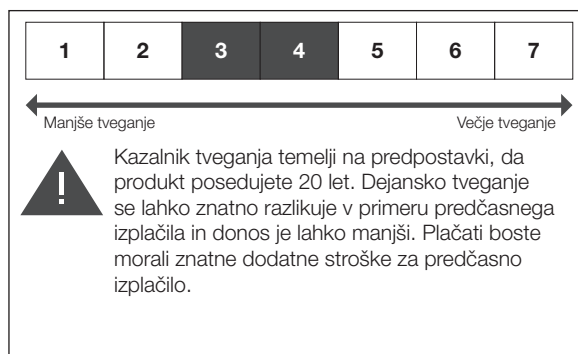 1 2 3 4 5 6 7
Manjše tveganje Večje tveganje
Kazalnik tveganja temelji na predpostavki, da
produkt posedujete 20 let. Dejansko tveganje
se lahko znatno razlikuje v primeru predčasnega
izplačila in donos je lahko manjši. Plačati boste
morali znatne dodatne stroške za predčasno
izplačilo.